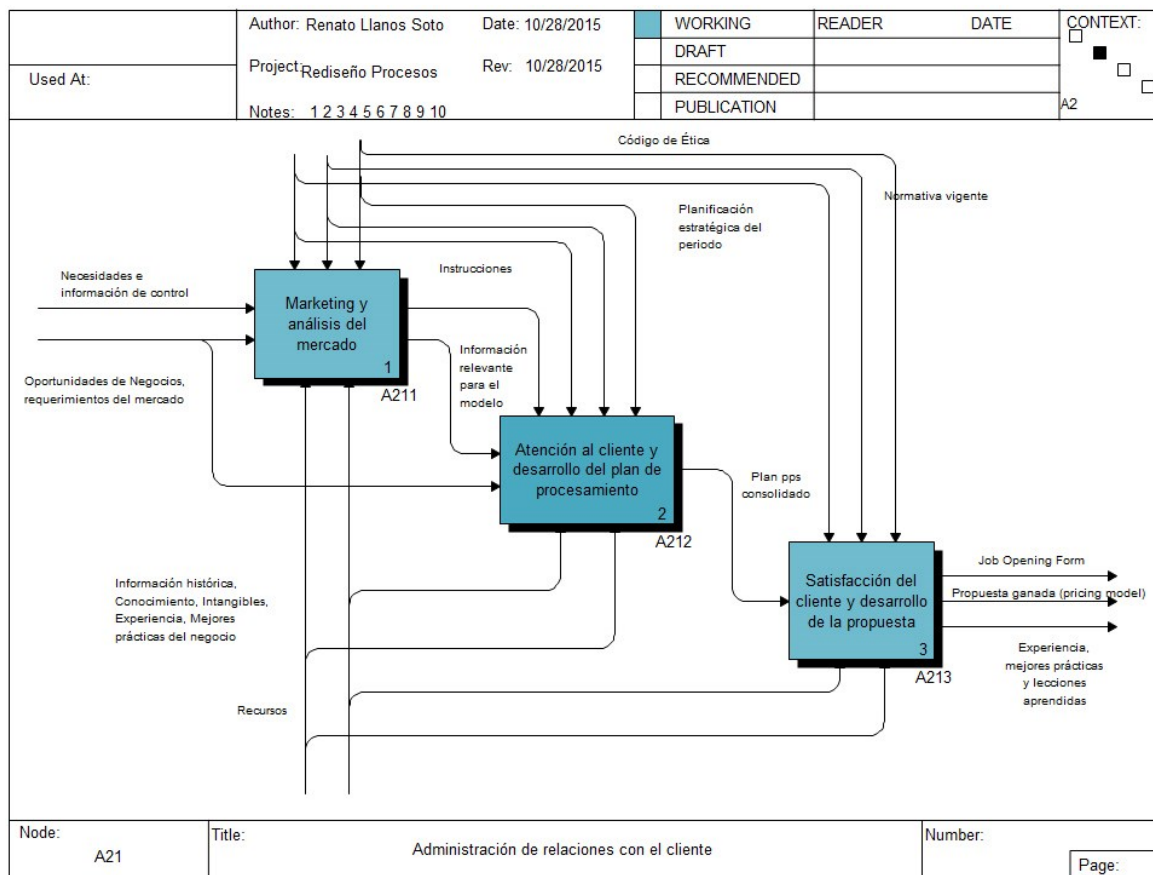 Used At:
Author: Renato Llanos Soto
Date: 10/28/2015
Project: Rediseño Procesos
Rev: 10/28/2015
Notes: 1 2 3 4 5 6 7 8 9 10
WORKING
DRAFT
RECOMMENDED
PUBLICATION
READER
DATE
CONTEXT:
A2
Código de Ética
Normativa vigente
Planificación
estratégica del
periodo
Necesidades e
información de control
Instrucciones
Marketing y
análisis del
mercado
1
A211
Oportunidades de Negocios,
requerimientos del mercado
Información
relevante
para el
modelo
Atención al cliente y
desarrollo del plan de
procesamiento
2
A212
Plan pps
consolidado
Satisfacción del
cliente y desarrollo
de la propuesta
3
A213
Job Opening Form
Propuesta ganada (pricing model)
Experiencia,
mejores prácticas
y lecciones
aprendidas
Información histórica,
Conocimiento, Intangibles,
Experiencia, Mejores
prácticas del negocio
Recursos
Node:
A21
Title:
Administración de relaciones con el cliente
Number:
Page: